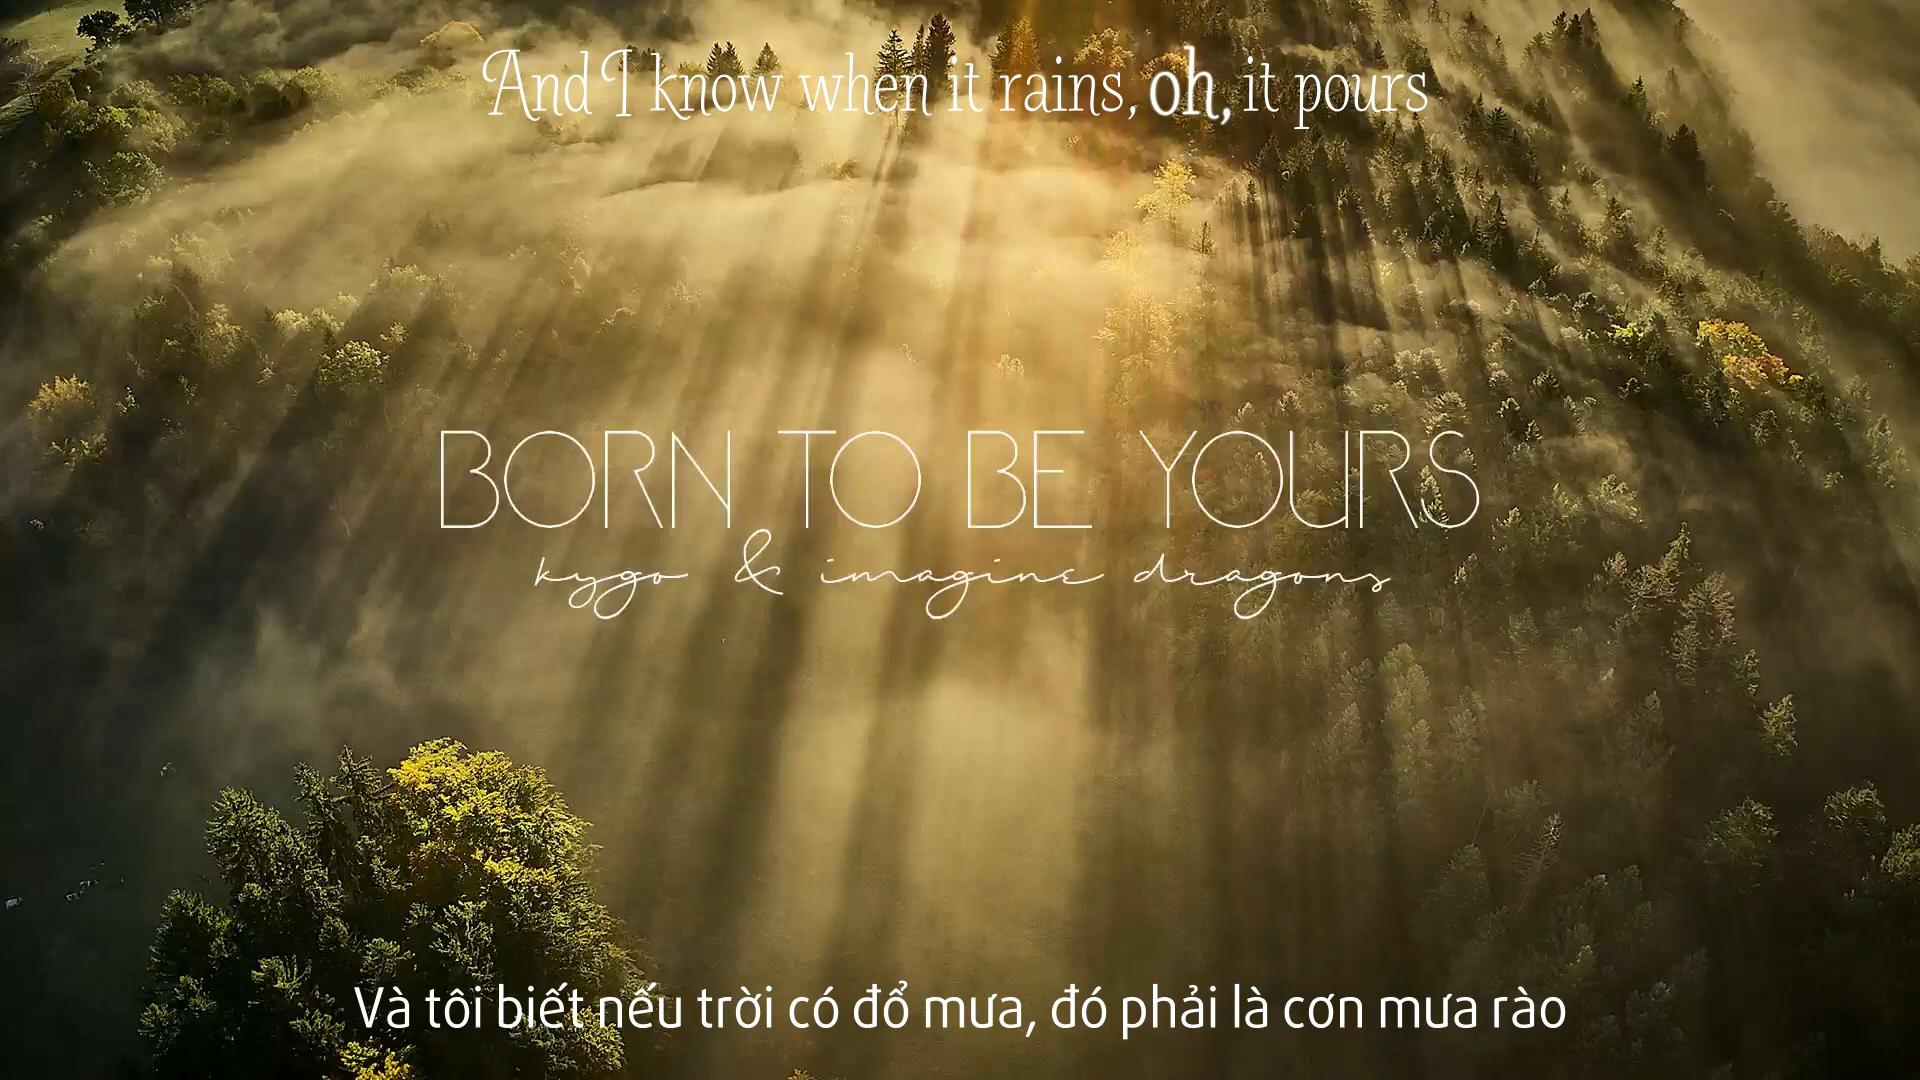 And I know when it rains, oh, it pours
BORN TO BE YOURS
kygo & imagine dragons
Và tôi biết nếu trời có đổ mưa, đó phải là cơn mưa rào